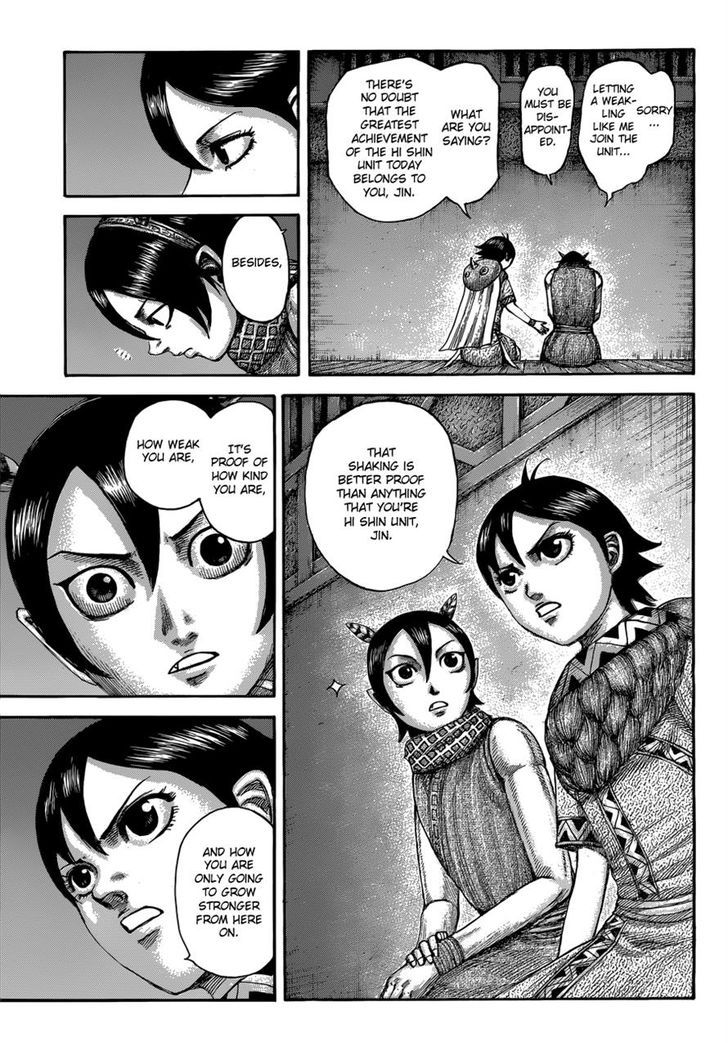 SORRY
...
LETTING
A WEAK-
LING
LIKE ME
JOIN THE
UNIT...
YOU
MUST BE
DIS-
APPOINT-
ED.
WHAT
ARE YOU
SAYING?
THERE'S
NO DOUBT
THAT THE
GREATEST
ACHIEVEMENT
OF THE HI SHIN
UNIT TODAY
BELONGS TO
YOU, JIN.
BESIDES,
THAT
SHAKING IS
BETTER PROOF
THAN ANYTHING
THAT YOU'RE
HI SHIN UNIT,
JIN.
IT'S
PROOF OF
HOW KIND
YOU ARE,
HOW WEAK
YOU ARE,
AND HOW
YOU ARE
ONLY GOING
TO GROW
STRONGER
FROM HERE
ON.